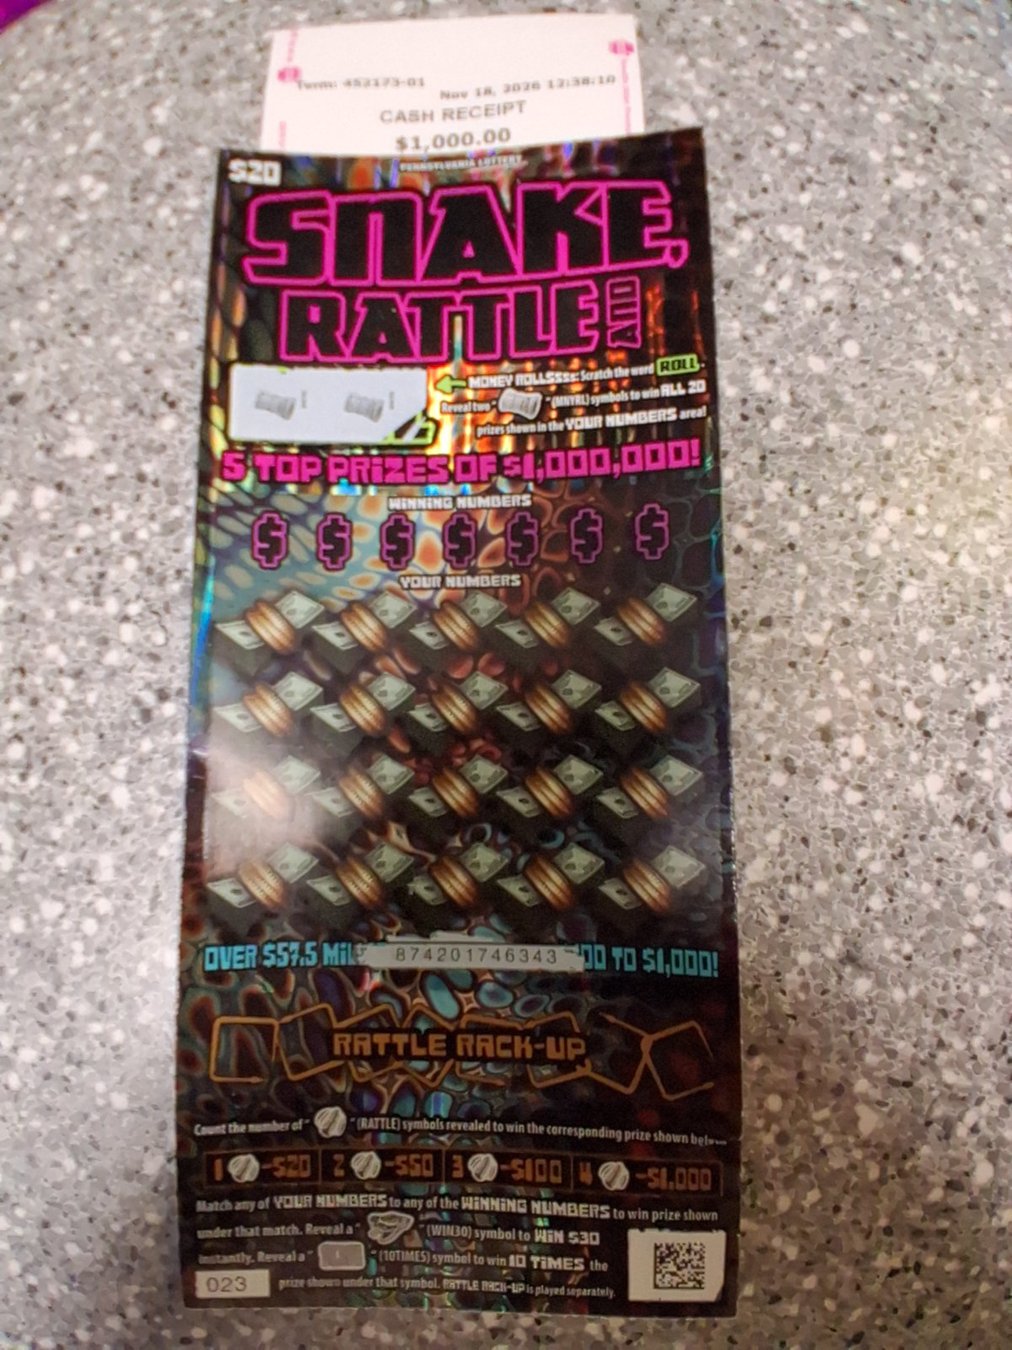 Term: 452173-01
Nov 18, 2026 12:38:10
CASH RECEIPT
$1,000.00
PENNSYLVANIA LOTTERY
$20
SNAKE,
RATTLE AND
MONEY ROLLSsss: Scratch the word ROLL.
Reveal two " " (MNYRL) symbols to win ALL 20
prizes shown in the YOUR NUMBERS area!
5 TOP PRIZES OF $1,000,000!
WINNING NUMBERS
$ $ $ $ $ $ $
YOUR NUMBERS
OVER $57.5 MIL 874201746343 00 TO $1,000!
RATTLE RACK-UP
Count the number of " " (RATTLE) symbols revealed to win the corresponding prize shown below
1 -$20 2 -$50 3 -$100 4 -$1,000
Match any of YOUR NUMBERS to any of the WINNING NUMBERS to win prize shown
under that match. Reveal a " " (WIN30) symbol to WIN $30
instantly. Reveal a " " (10TIMES) symbol to win 10 TIMES the
023 prize shown under that symbol. RATTLE RACK-UP is played separately.